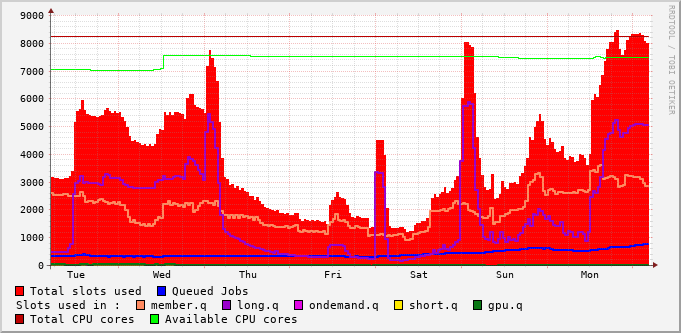 9000
8000
7000
6000
5000
4000
3000
2000
1000
0
Tue Wed Thu Fri Sat Sun Mon
RRDTOOL / TOBI OETIKER
Total slots used Queued Jobs
Slots used in : member.q long.q ondemand.q short.q gpu.q
Total CPU cores Available CPU cores